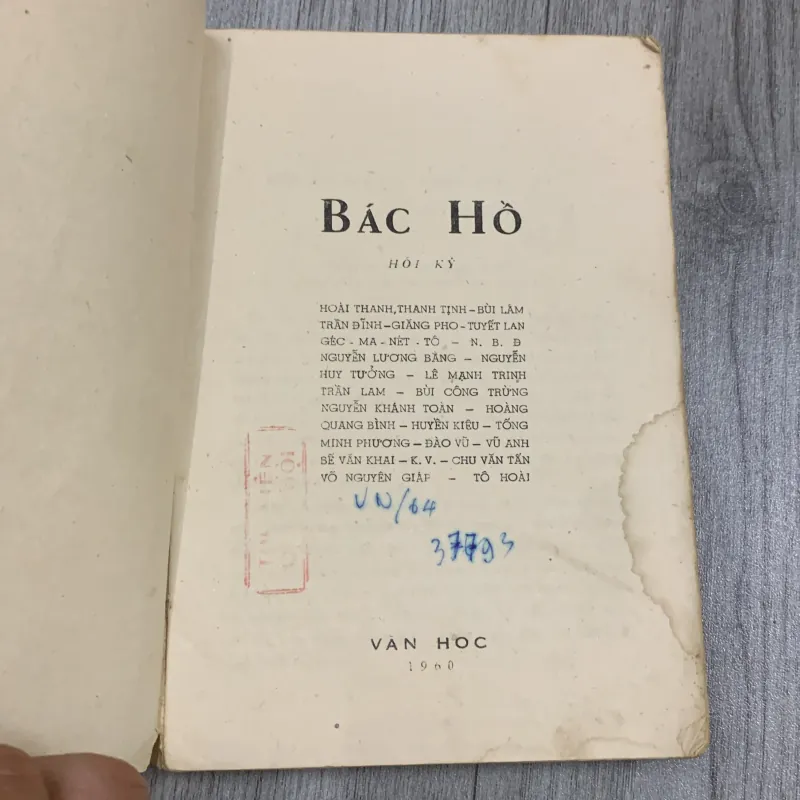 BÁC HỒ
HỒI KÝ
HOÀI THANH, THANH TỊNH – BÙI LÂM
TRẦN ĐĨNH – GIĂNG PHO - TUYẾT LAN
GÉC - MA - NÉT - TÔ – N. B. Đ
NGUYỄN LƯƠNG BẰNG – NGUYỄN
HUY TƯỞNG – LÊ MẠNH TRINH
TRẦN LAM – BÙI CÔNG TRỪNG
NGUYỄN KHÁNH TOÀN – HOÀNG
QUANG BÌNH – HUYỀN KIÊU – TỐNG
MINH PHƯƠNG – ĐÀO VŨ – VŨ ANH
SẼ VĂN KHAI – K. V. – CHU VĂN TẤN
VÕ NGUYÊN GIÁP – TÔ HOÀI
VN/64
37793
VĂN HỌC
1960